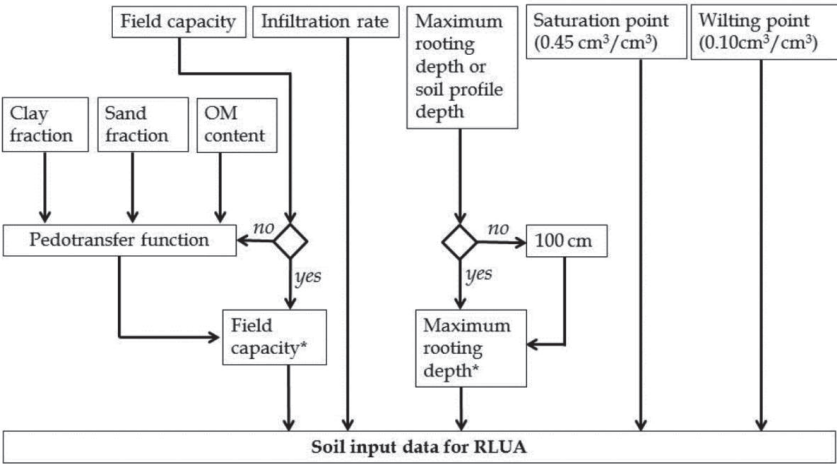 Field capacity
Infiltration rate
Maximum
rooting
depth or
soil profile
depth
Saturation point
(0.45 cm³/cm³)
Wilting point
(0.10cm³/cm³)
Clay
fraction
Sand
fraction
OM
content
no
no
Pedotransfer function
100 cm
yes
yes
Field
capacity*
Maximum
rooting
depth*
Soil input data for RLUA